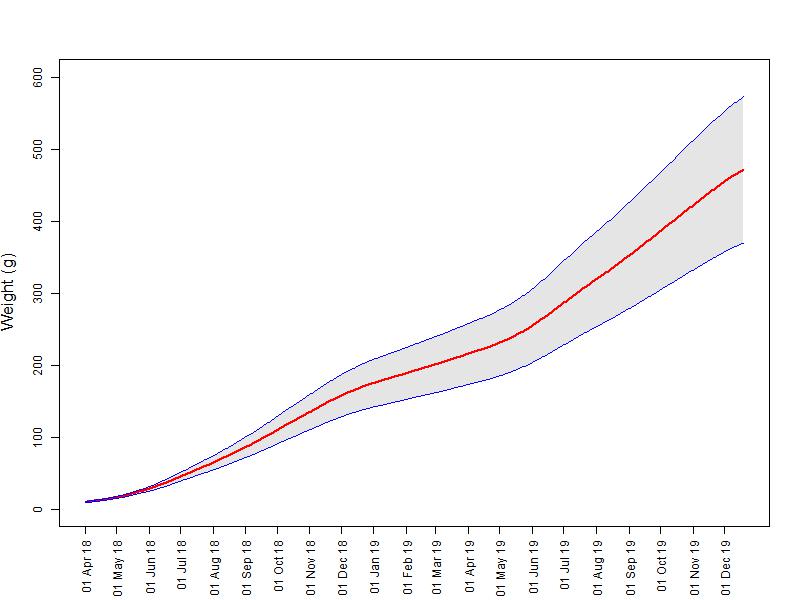 Weight (g)
600
500
400
300
200
100
0
01 Apr 18
01 May 18
01 Jun 18
01 Jul 18
01 Aug 18
01 Sep 18
01 Oct 18
01 Nov 18
01 Dec 18
01 Jan 19
01 Feb 19
01 Mar 19
01 Apr 19
01 May 19
01 Jun 19
01 Jul 19
01 Aug 19
01 Sep 19
01 Oct 19
01 Nov 19
01 Dec 19